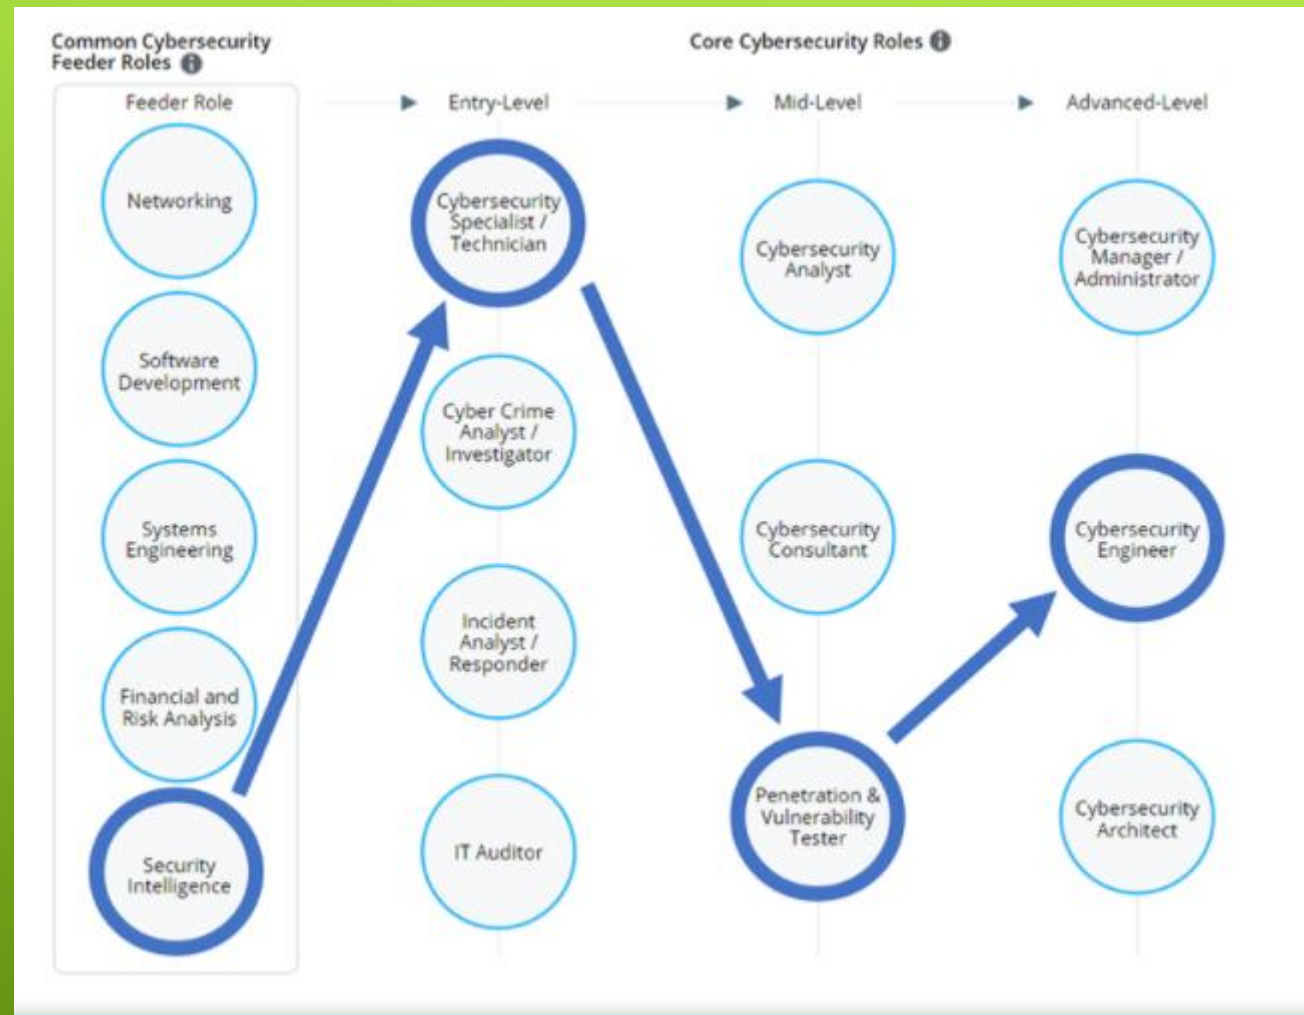 Common Cybersecurity
Feeder Roles
Core Cybersecurity Roles
Feeder Role
Entry-Level
Mid-Level
Advanced-Level
Networking
Software
Development
Systems
Engineering
Financial and
Risk Analysis
Security
Intelligence
Cybersecurity
Specialist /
Technician
Cyber Crime
Analyst /
Investigator
Incident
Analyst /
Responder
IT Auditor
Cybersecurity
Analyst
Cybersecurity
Consultant
Penetration &
Vulnerability
Tester
Cybersecurity
Manager /
Administrator
Cybersecurity
Engineer
Cybersecurity
Architect